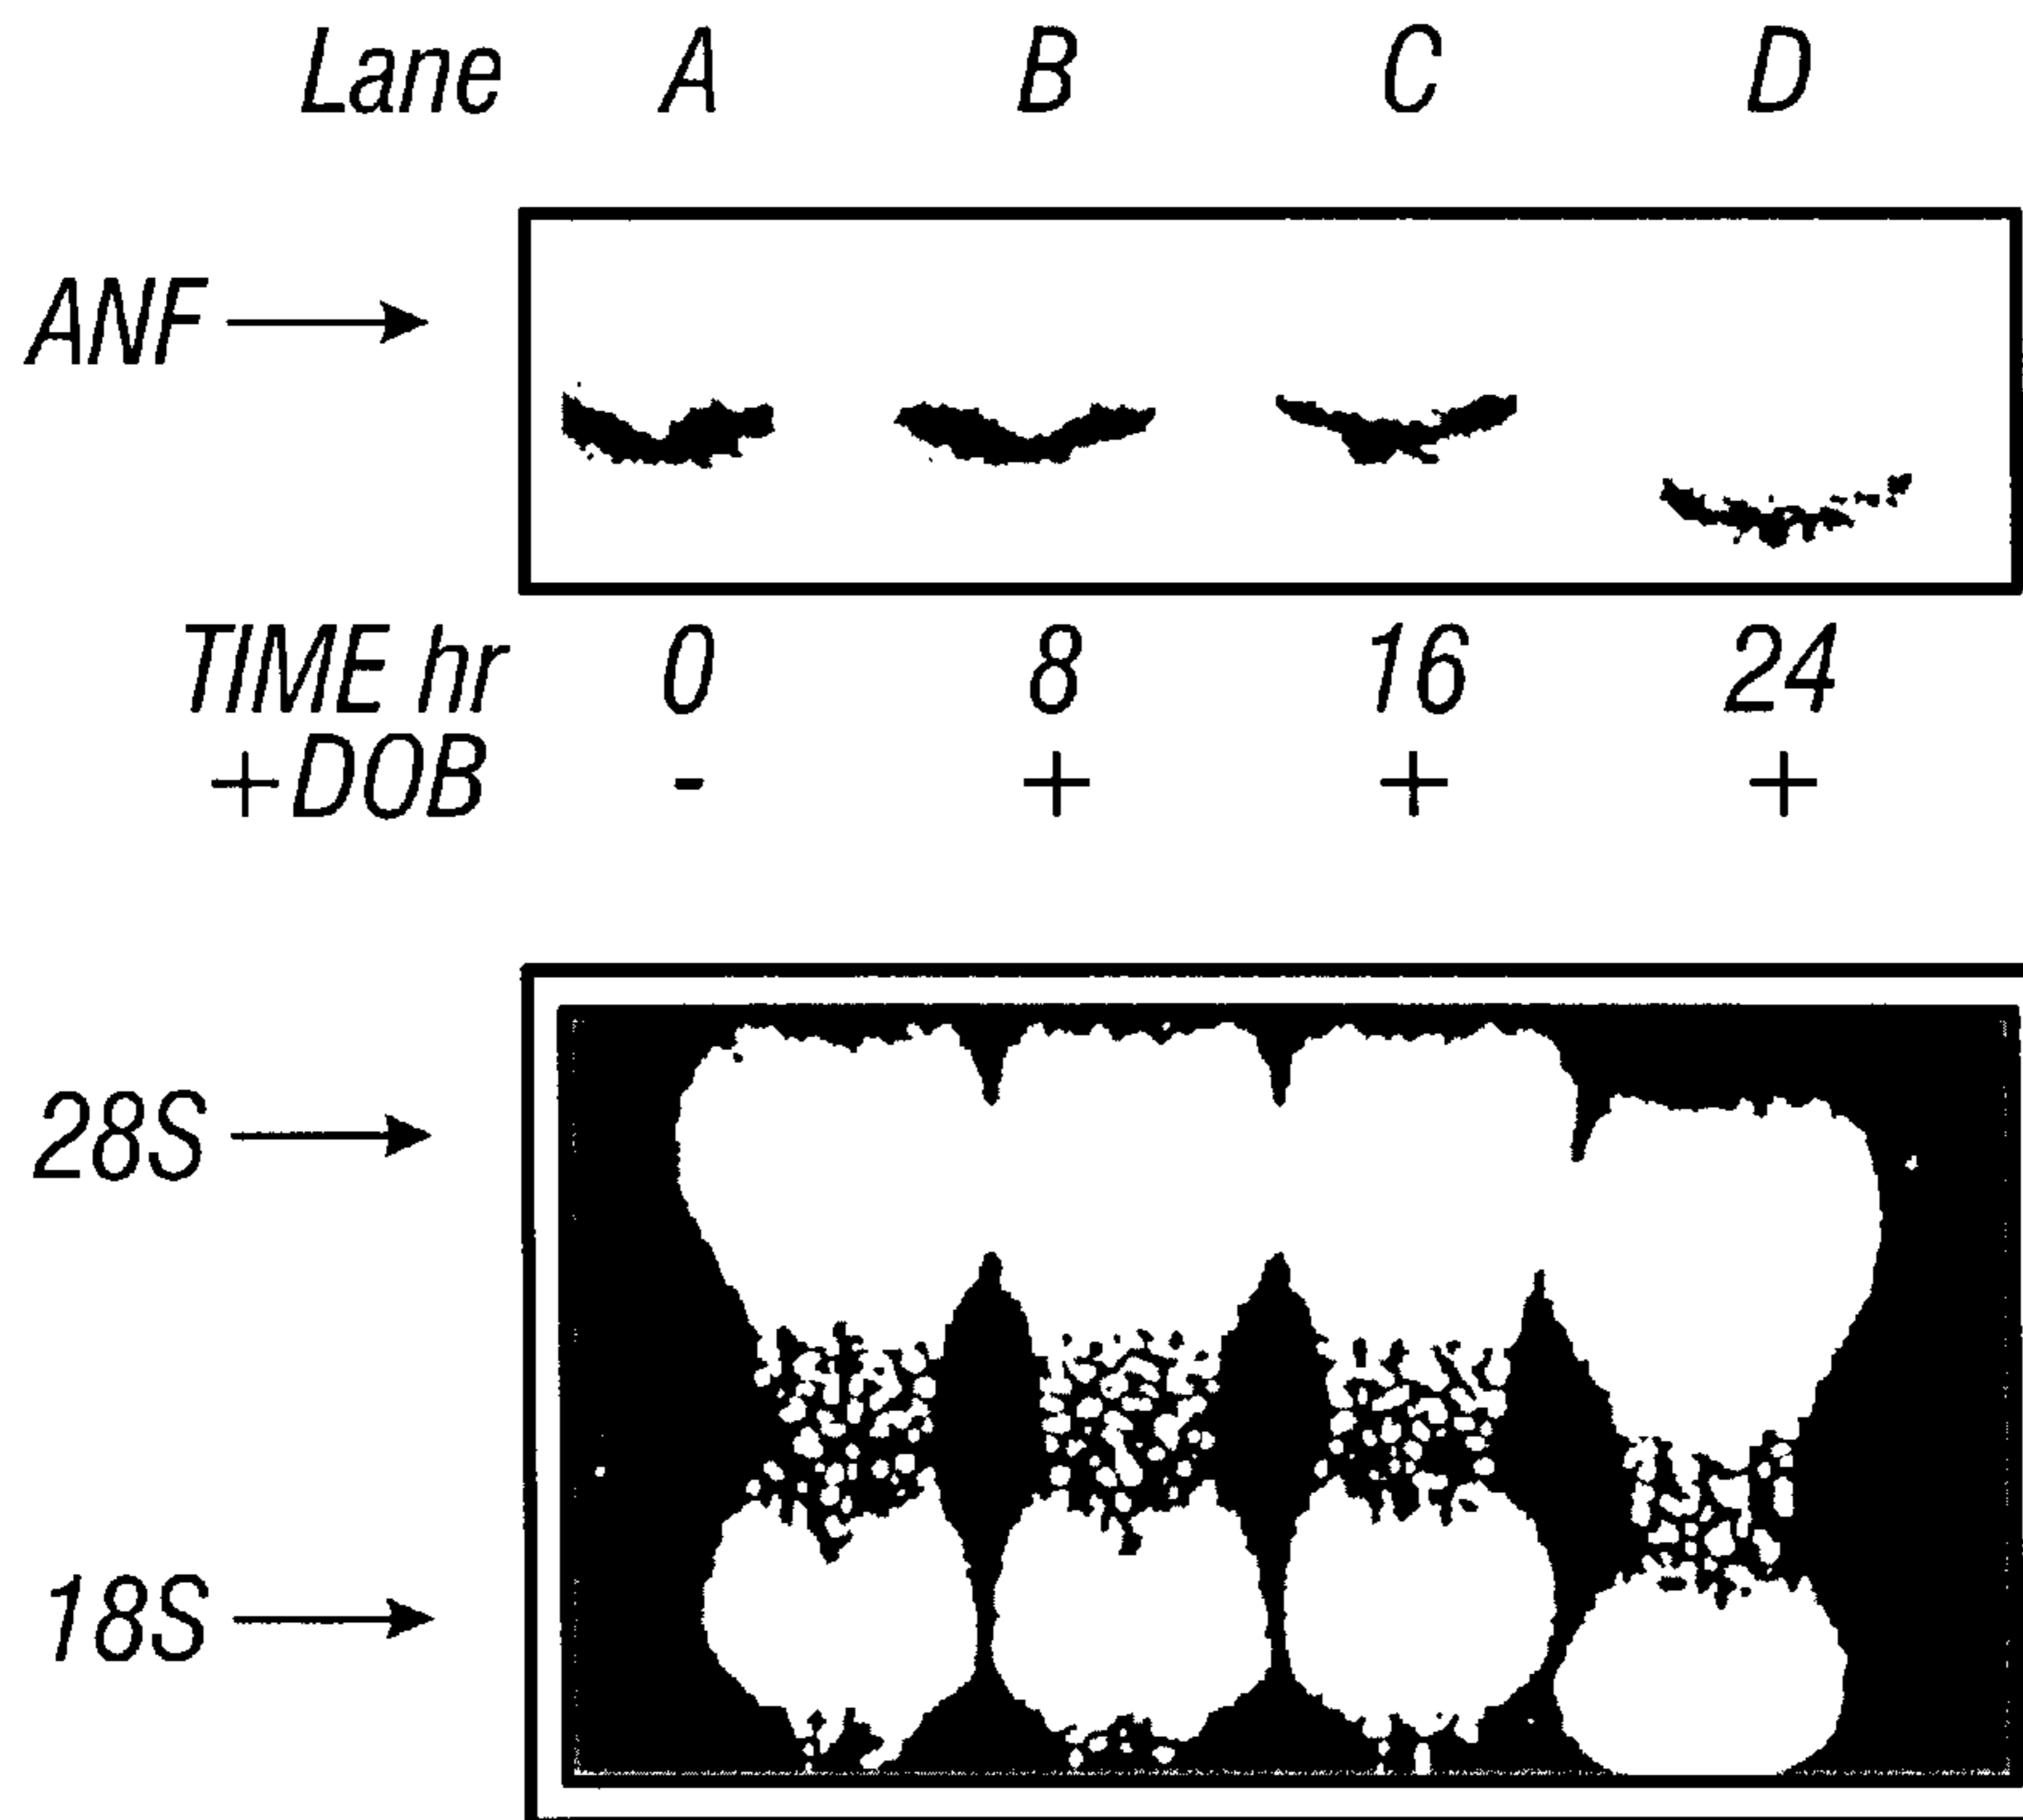 Lane A B C D
ANF
TIME hr 0 8 16 24
+DOB - + + +
28S
18S